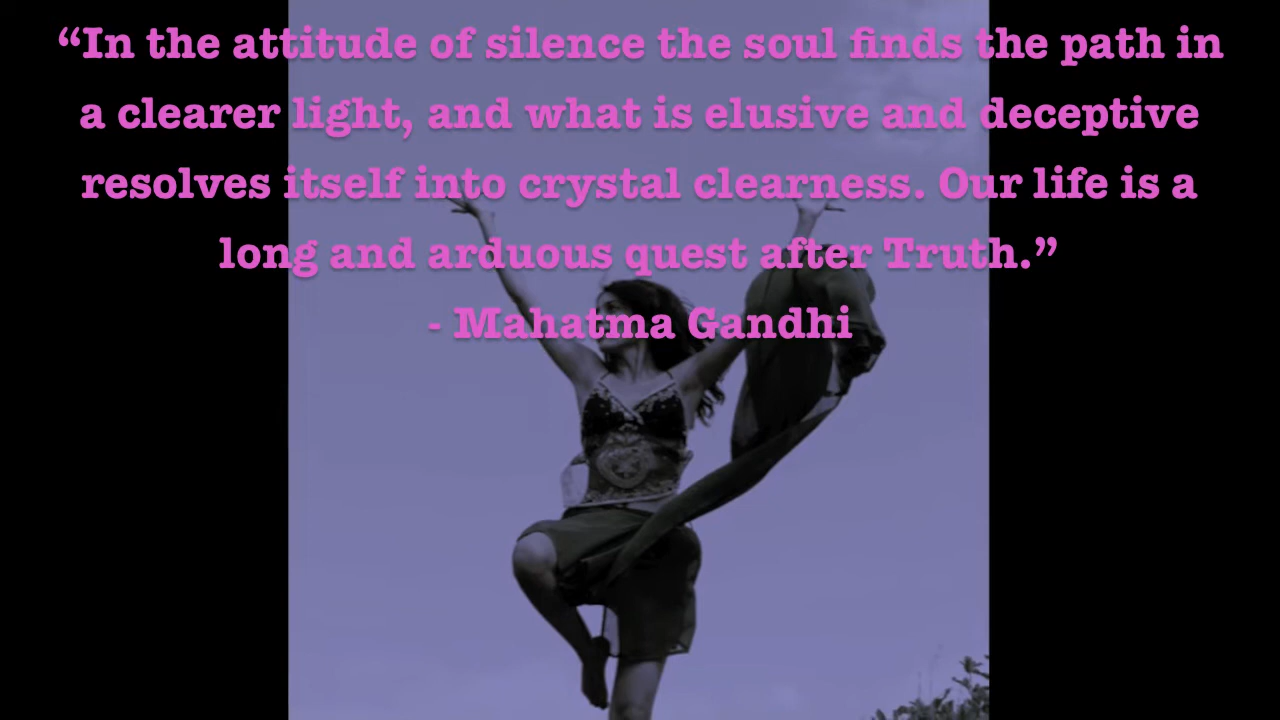 “In the attitude of silence the soul finds the path in
a clearer light, and what is elusive and deceptive
resolves itself into crystal clearness. Our life is a
long and arduous quest after Truth.”
- Mahatma Gandhi